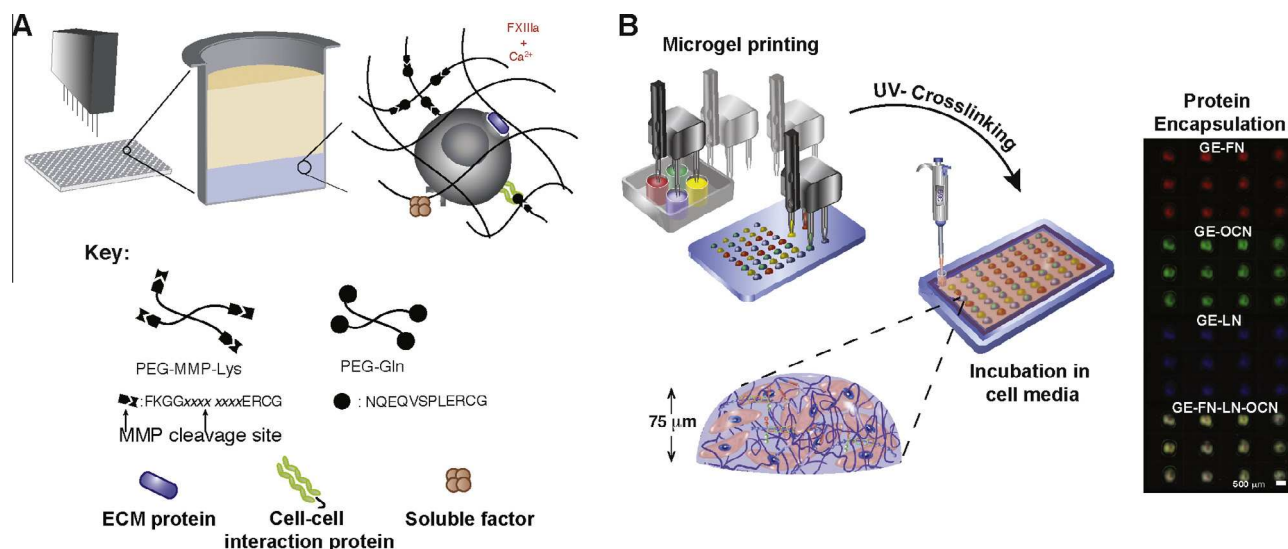 A
FXIIIa
+
Ca2+
Key:
PEG-MMP-Lys
PEG-Gln
:FKGGxxxx xxxxERCG
: NQEQVSPLERCG
MMP cleavage site
ECM protein
Cell-cell
interaction protein
Soluble factor
B
Microgel printing
UV- Crosslinking
Incubation in
cell media
75 μm
Protein
Encapsulation
GE-FN
GE-OCN
GE-LN
GE-FN-LN-OCN
500 μm